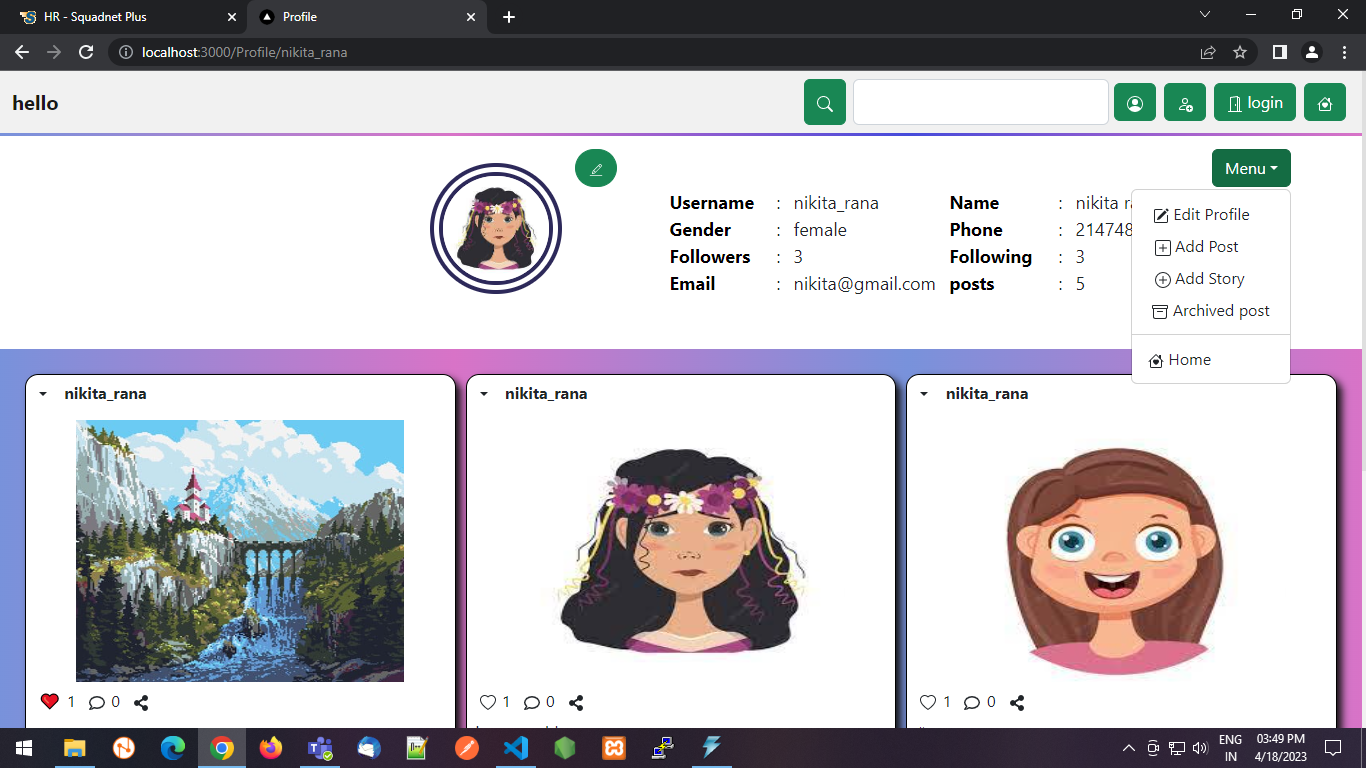 HR - Squadnet Plus
Profile
localhost:3000/Profile/nikita_rana
hello
login
Menu
Username : nikita_rana Name : nikita
Gender : female Phone : 214748
Followers : 3 Following : 3
Email : nikita@gmail.com posts : 5
Edit Profile
Add Post
Add Story
Archived post
Home
nikita_rana
nikita_rana
nikita_rana
1 0
1 0
1 0
ENG
IN
03:49 PM
4/18/2023